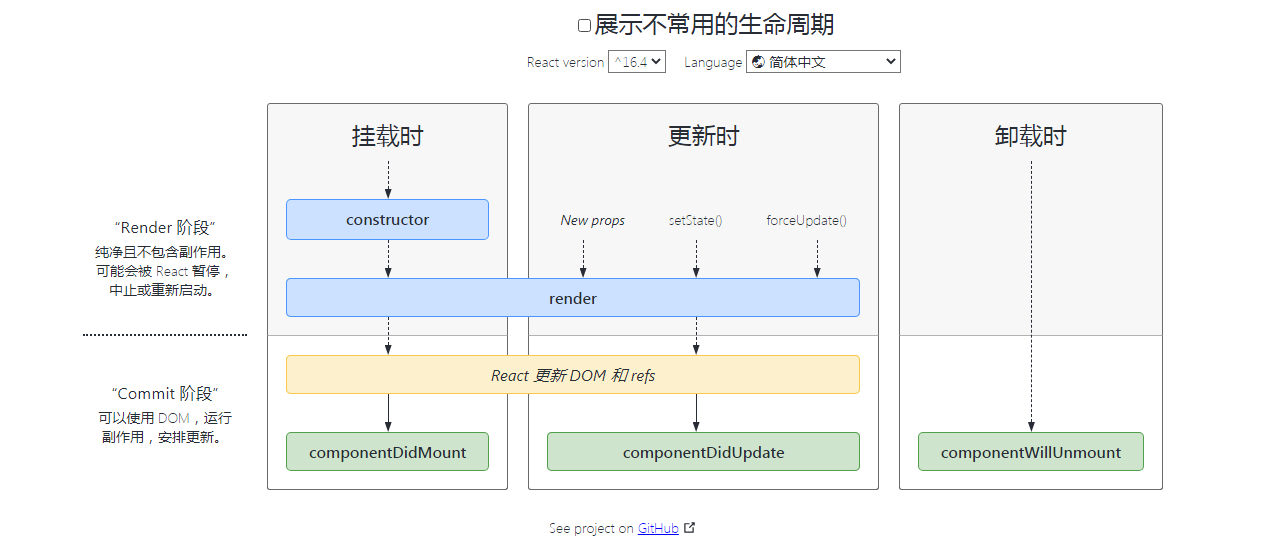 展示不常用的生命周期
React version ^16.4 Language 简体中文
挂载时
更新时
卸载时
“Render 阶段”
纯净且不包含副作用。
可能会被 React 暂停，
中止或重新启动。
constructor
New props
setState()
forceUpdate()
render
“Commit 阶段”
可以使用 DOM，运行
副作用，安排更新。
React 更新 DOM 和 refs
componentDidMount
componentDidUpdate
componentWillUnmount
See project on GitHub